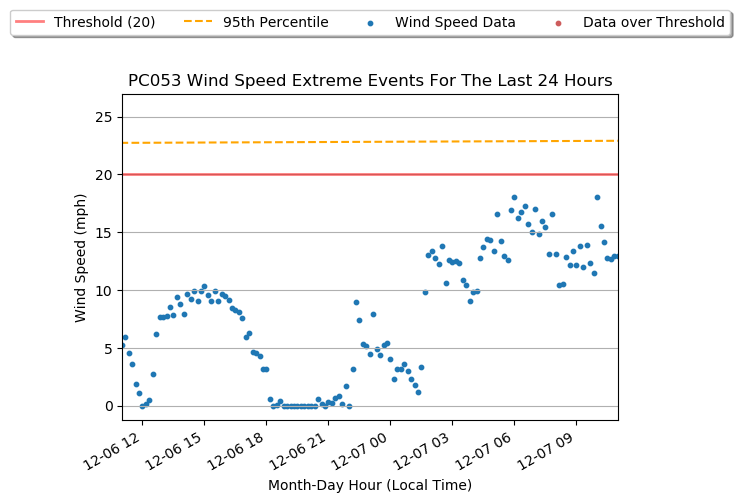 Threshold (20) 95th Percentile Wind Speed Data Data over Threshold
PC053 Wind Speed Extreme Events For The Last 24 Hours
25
20
15
10
5
0
Wind Speed (mph)
12-06 12 12-06 15 12-06 18 12-06 21 12-07 00 12-07 03 12-07 06 12-07 09
Month-Day Hour (Local Time)